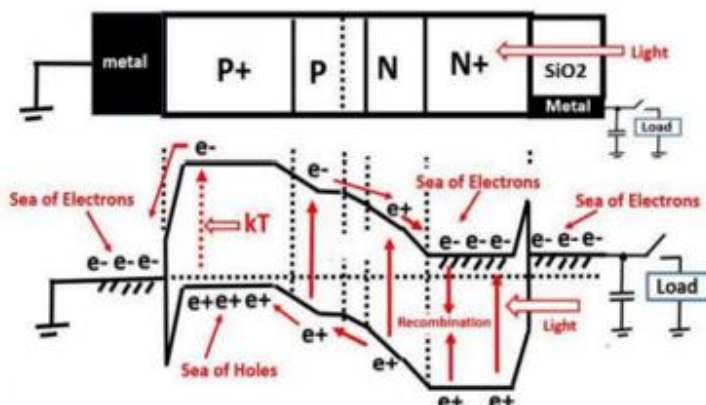 metal P+ P N N+ Light SiO2
Metal
Load
e-
Sea of Electrons e- Sea of Electrons Sea of Electrons
kT e+
e- e- e- e- e- e- e- e- e-
e+ e+ e+ e+ Recombination Light Load
e+
Sea of Holes e+
e+ e+